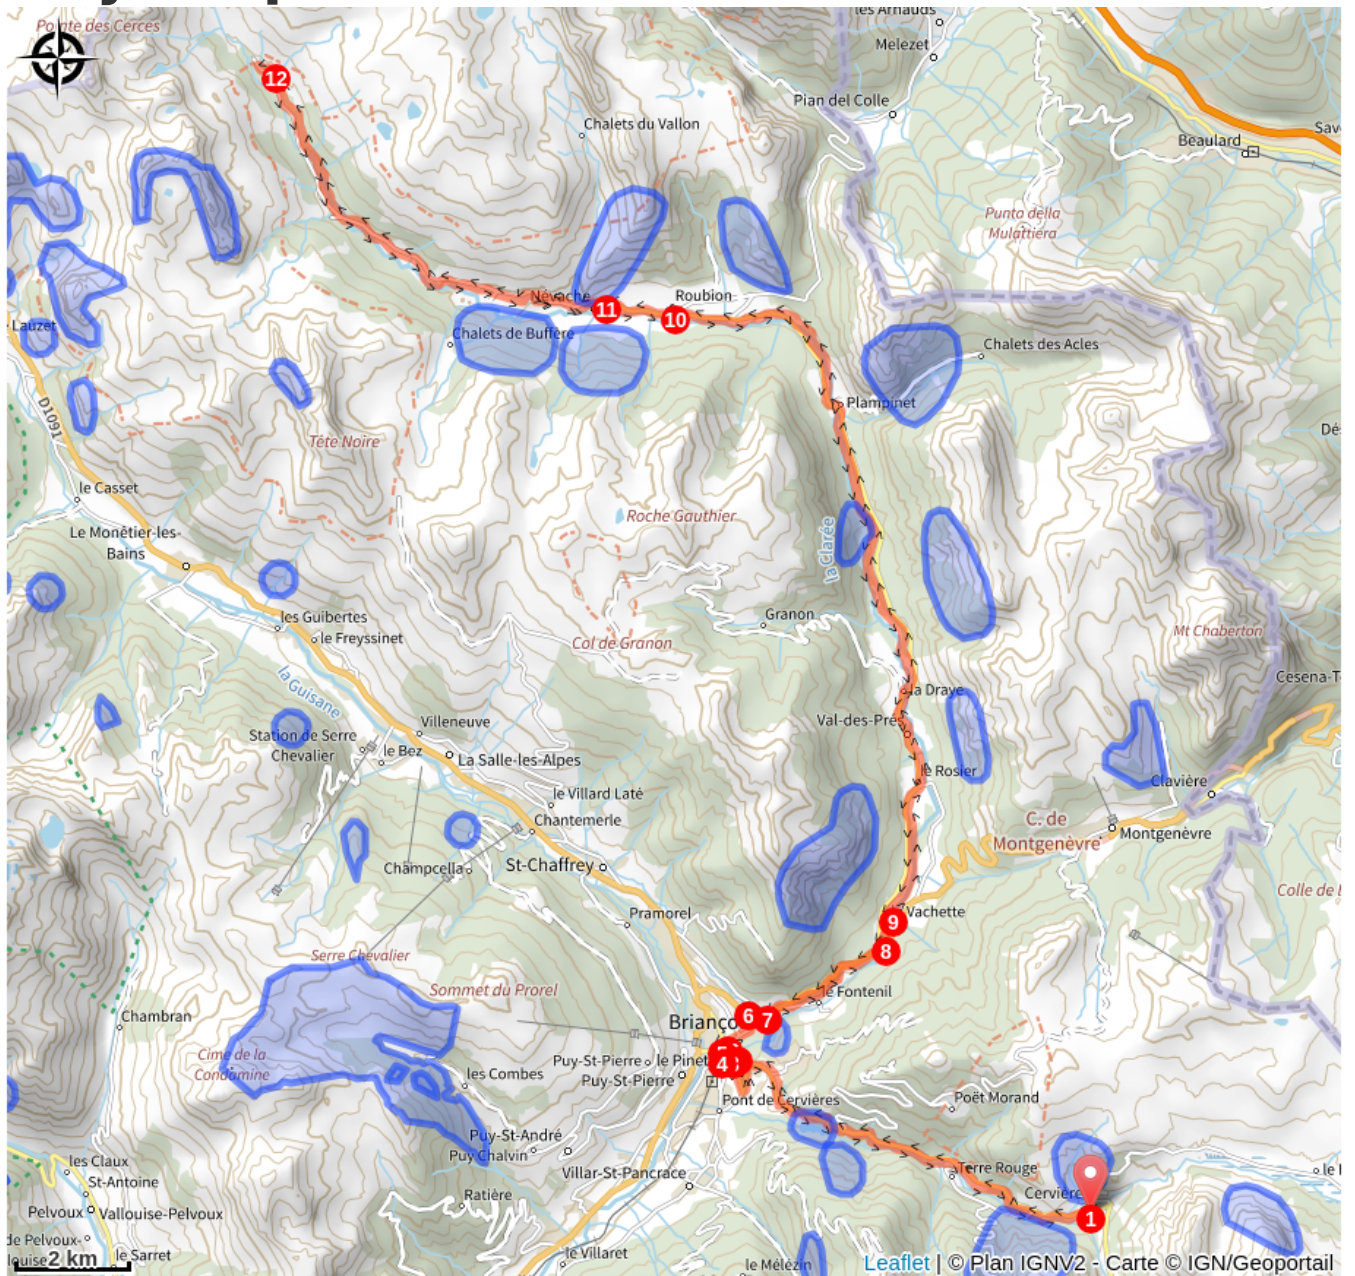 Pointe des Cerces
les Arnauds
Melezet
Pian del Colle
Chalets du Vallon
Beaulard
12
Punta della
Mulattiera
Névache
Roubion
11
10
Lauzet
Chalets de Buffère
Chalets des Acles
D1091
Plampinet
Tête Noire
le Casset
Roche Gauthier
Le Monêtier-les-
Bains
la Clarée
les Guibertes
le Freyssinet
Granon
Col de Granon
Mt Chaberton
la Guisane
Cesena-T
la Draye
Villeneuve
Val-des-Prés
Station de Serre
Chevalier
le Bez
La Salle-les-Alpes
le Rosier
Clavière
le Villard Laté
Chantemerle
C. de
Montgenèvre
Montgenèvre
St-Chaffrey
Champcella
Colle de
Pramorel
Vachette
9
8
Serre Chevalier
Sommet du Prorel
le Fontenil
Chambran
6
7
Brianço
Cime de la
Condamine
Puy-St-Pierre
le Pinet
4
les Combes
Puy-St-Pierre
Pont de Cervières
Poët Morand
Puy-St-André
Puy Chalvin
les Claux
Terre Rouge
St-Antoine
Villar-St-Pancrace
Cervière
Pelvoux
Vallouise-Pelvoux
Ratière
1
de Pelvoux-
louise
le Sarret
le Villaret
le Mélézin
2 km
Leaflet | © Plan IGNV2 - Carte © IGN/Geoportail